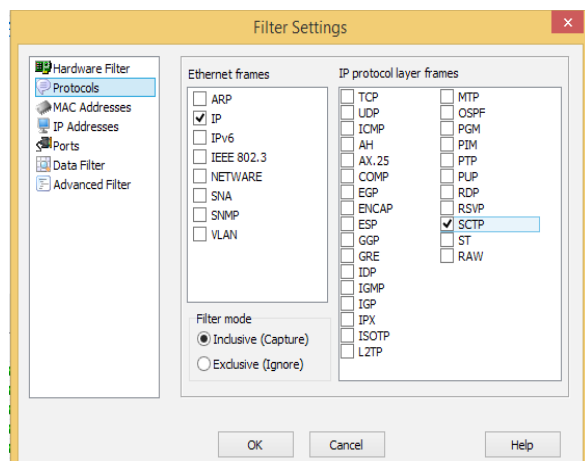 Filter Settings
x
Hardware Filter
Protocols
MAC Addresses
IP Addresses
Ports
Data Filter
Advanced Filter
Ethernet frames
ARP
IP
IPv6
IEEE 802.3
NETWARE
SNA
SNMP
VLAN
Filter mode
Inclusive (Capture)
Exclusive (Ignore)
IP protocol layer frames
TCP
UDP
ICMP
AH
AX.25
COMP
EGP
ENCAP
ESP
GGP
GRE
IDP
IGMP
IGP
IPX
ISOTP
L2TP
MTP
OSPF
PGM
PIM
PTP
PUP
RDP
RSVP
SCTP
ST
RAW
OK
Cancel
Help